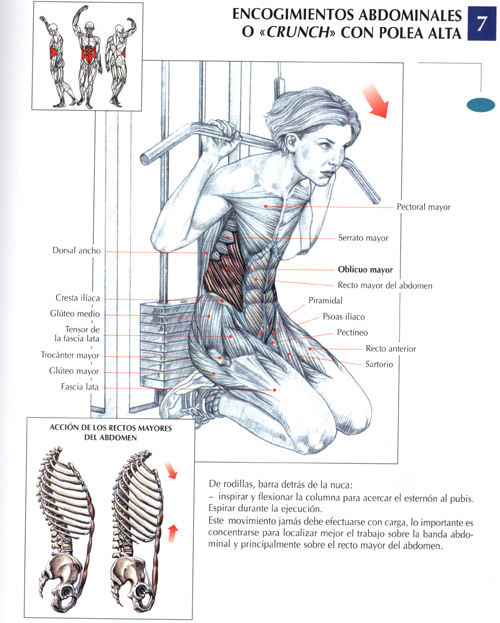 ENCOGIMIENTOS ABDOMINALES
O «CRUNCH» CON POLEA ALTA
7
Pectoral mayor
Serrato mayor
Dorsal ancho
Oblicuo mayor
Recto mayor del abdomen
Cresta ilíaca
Piramidal
Glúteo medio
Psoas ilíaco
Tensor de
la fascia lata
Pectíneo
Recto anterior
Trocánter mayor
Sartorio
Glúteo mayor
Fascia lata
ACCIÓN DE LOS RECTOS MAYORES
DEL ABDOMEN
De rodillas, barra detrás de la nuca:
– inspirar y flexionar la columna para acercar el esternón al pubis.
Espirar durante la ejecución.
Este movimiento jamás debe efectuarse con carga, lo importante es
concentrarse para localizar mejor el trabajo sobre la banda abdo-
minal y principalmente sobre el recto mayor del abdomen.